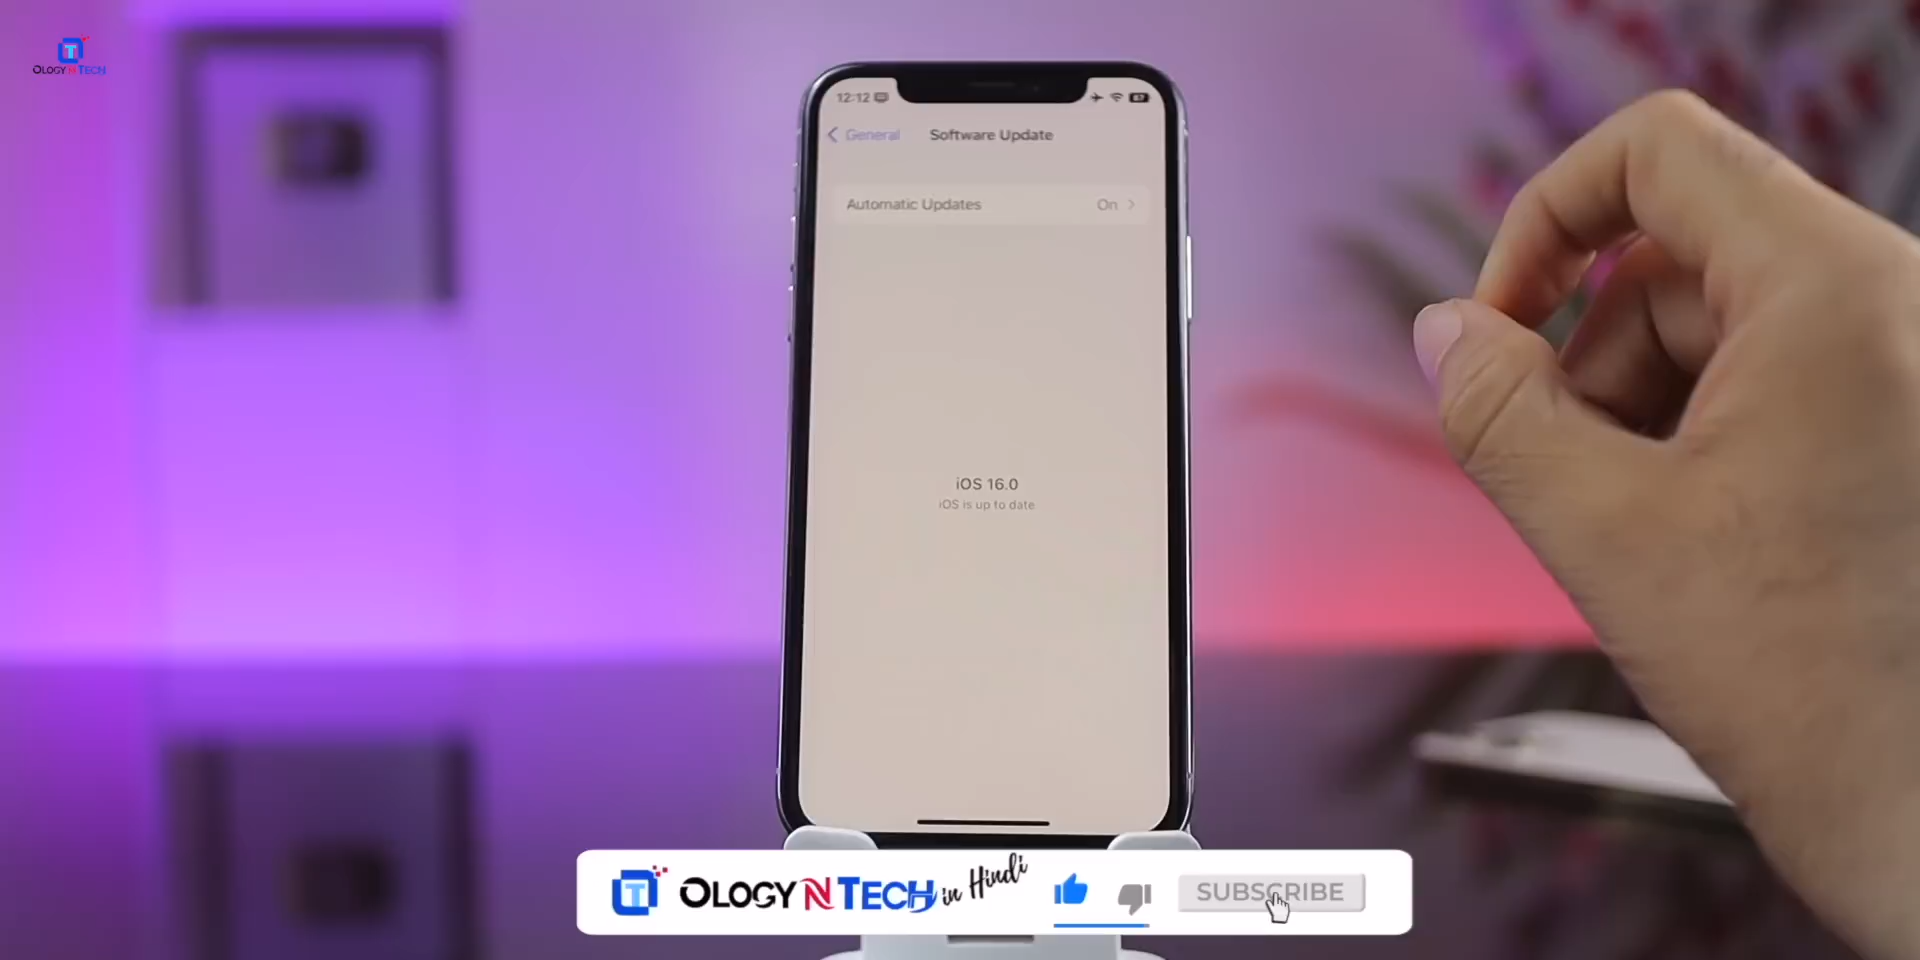 OLOGY N TECH
12:12
87
General
Software Update
Automatic Updates
On
iOS 16.0
iOS is up to date
OLOGY N TECH in Hindi
SUBSCRIBE